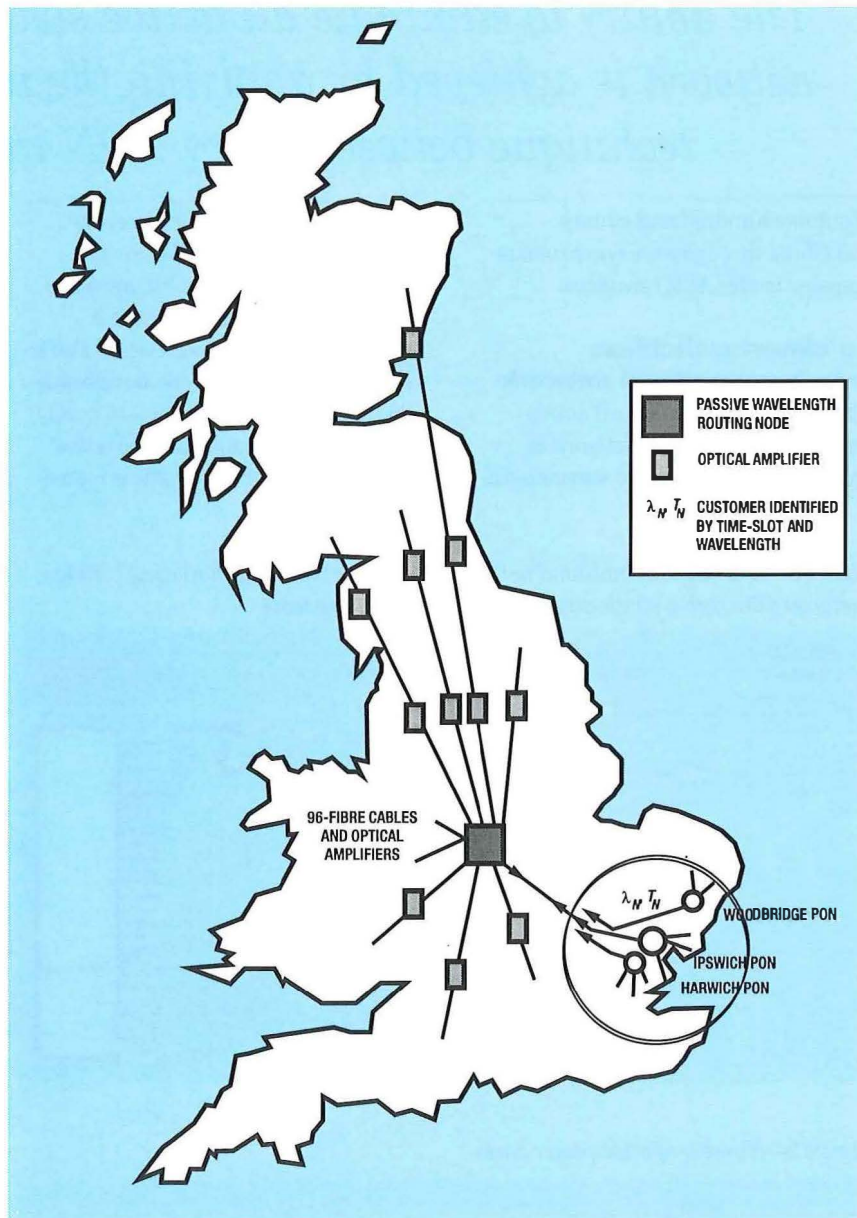 PASSIVE WAVELENGTH
ROUTING NODE
OPTICAL AMPLIFIER
λN, TN CUSTOMER IDENTIFIED
BY TIME-SLOT AND
WAVELENGTH
96-FIBRE CABLES
AND OPTICAL
AMPLIFIERS
λN, TN
WOODBRIDGE PON
IPSWICH PON
HARWICH PON